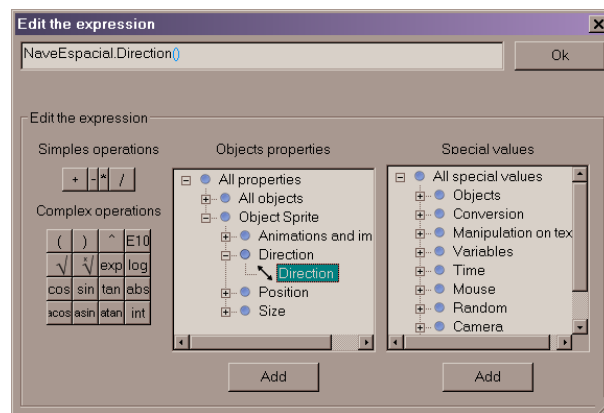 Edit the expression
x
NaveEspacial.Direction()
Ok
Edit the expression
Simples operations
+ - * /
Complex operations
( ) ^ E10
√ ∛ exp log
cos sin tan abs
acos asin atan int
Objects properties
All properties
All objects
Object Sprite
Animations and im
Direction
Direction
Position
Size
Add
Special values
All special values
Objects
Conversion
Manipulation on tex
Variables
Time
Mouse
Random
Camera
Add